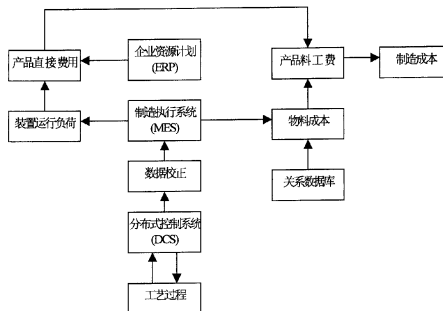 企业资源计划
(ERP)
产品直接费用
产品料工费
制造成本
装置运行负荷
制造执行系统
(MES)
物料成本
数据校正
关系数据库
分布式控制系统
(DCS)
工艺过程